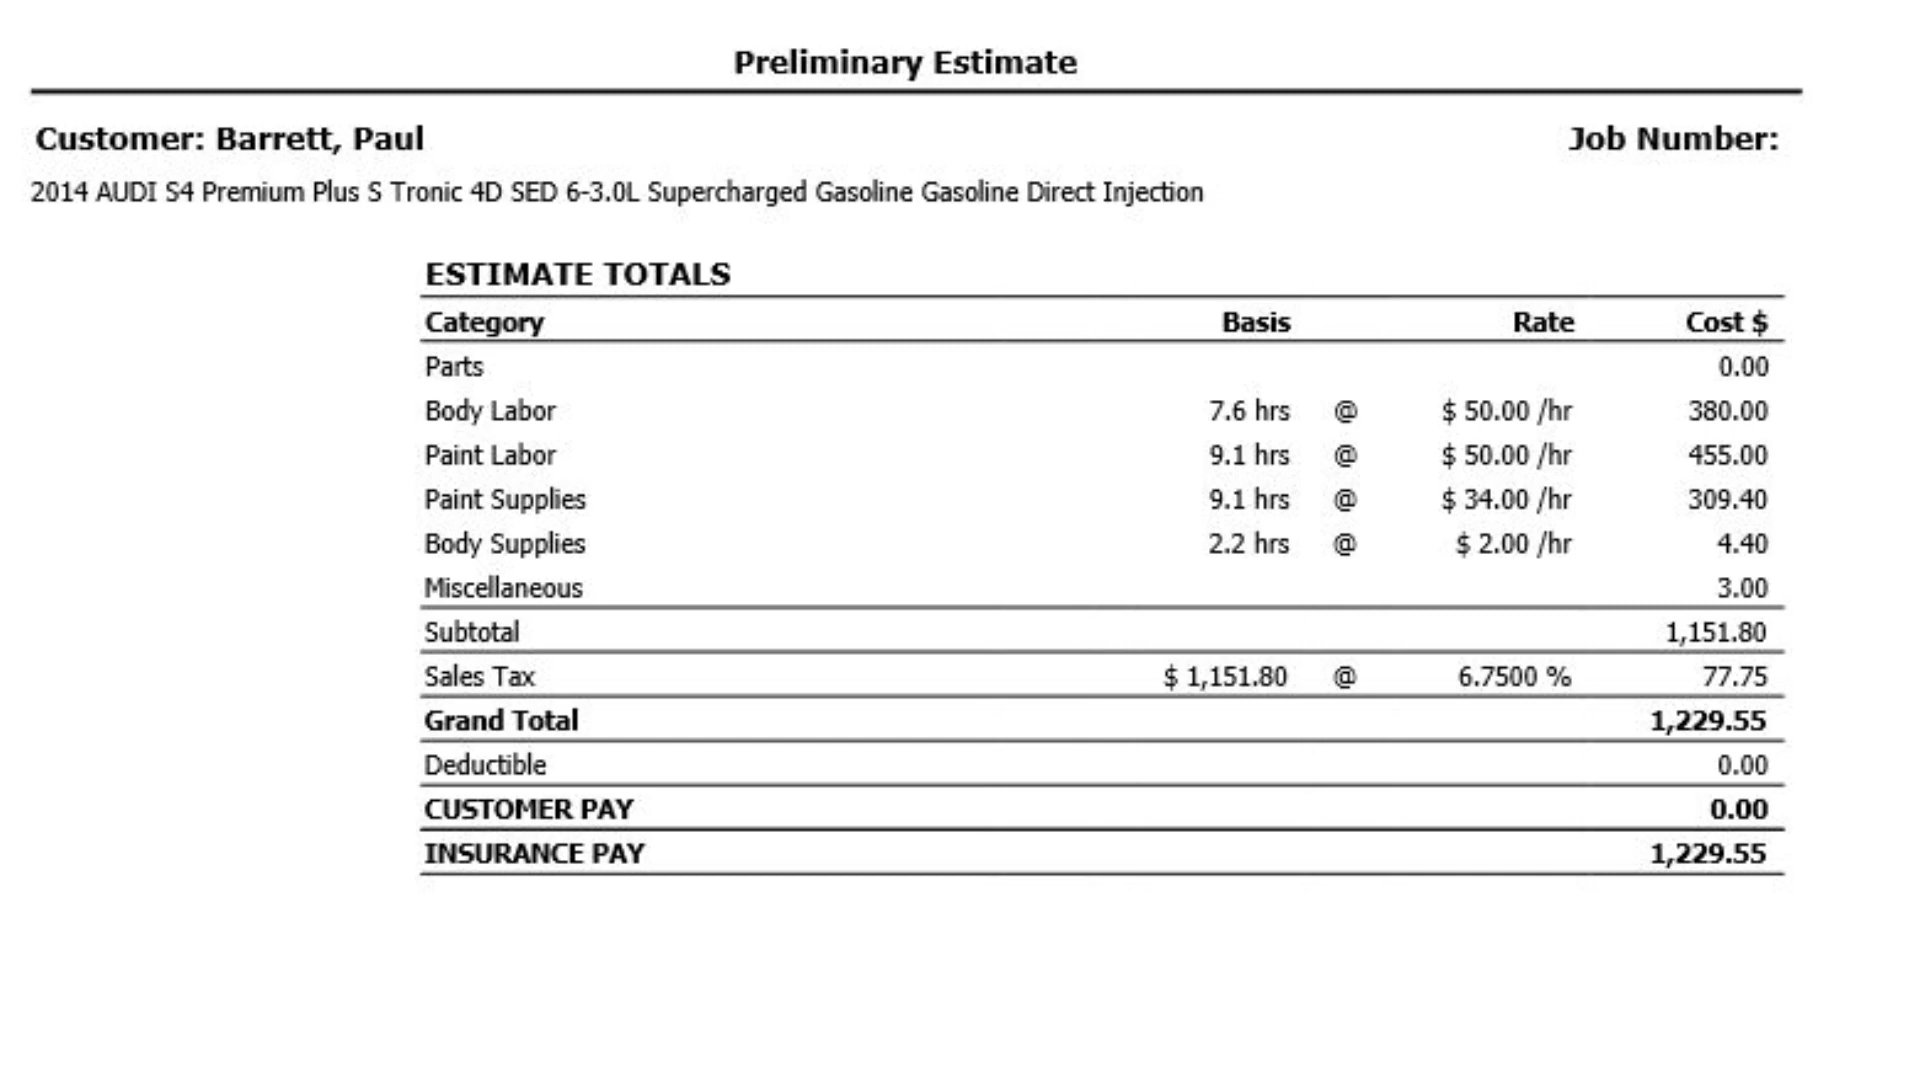 Preliminary Estimate
Customer: Barrett, Paul Job Number:
2014 AUDI S4 Premium Plus S Tronic 4D SED 6-3.0L Supercharged Gasoline Gasoline Direct Injection
ESTIMATE TOTALS
Category Basis Rate Cost $
Parts 0.00
Body Labor 7.6 hrs @ $ 50.00 /hr 380.00
Paint Labor 9.1 hrs @ $ 50.00 /hr 455.00
Paint Supplies 9.1 hrs @ $ 34.00 /hr 309.40
Body Supplies 2.2 hrs @ $ 2.00 /hr 4.40
Miscellaneous 3.00
Subtotal 1,151.80
Sales Tax $ 1,151.80 @ 6.7500 % 77.75
Grand Total 1,229.55
Deductible 0.00
CUSTOMER PAY 0.00
INSURANCE PAY 1,229.55